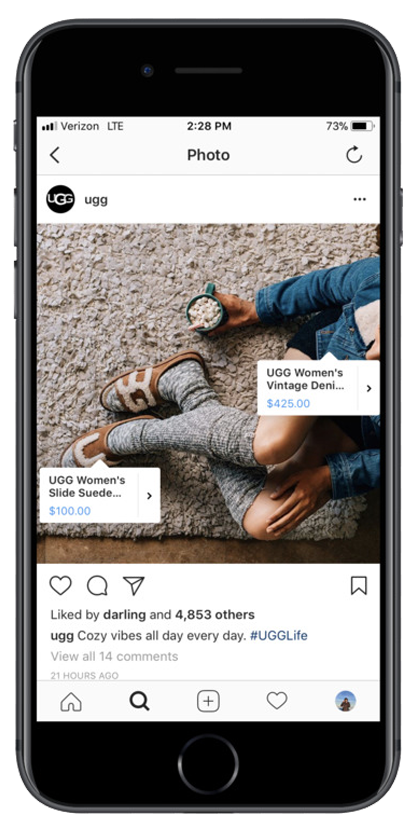 Verizon LTE 2:28 PM 73%
Photo
UGG ugg
UGG Women's
Vintage Deni...
$425.00
UGG Women's
Slide Suede...
$100.00
Liked by darling and 4,853 others
ugg Cozy vibes all day every day. #UGGLife
View all 14 comments
21 HOURS AGO